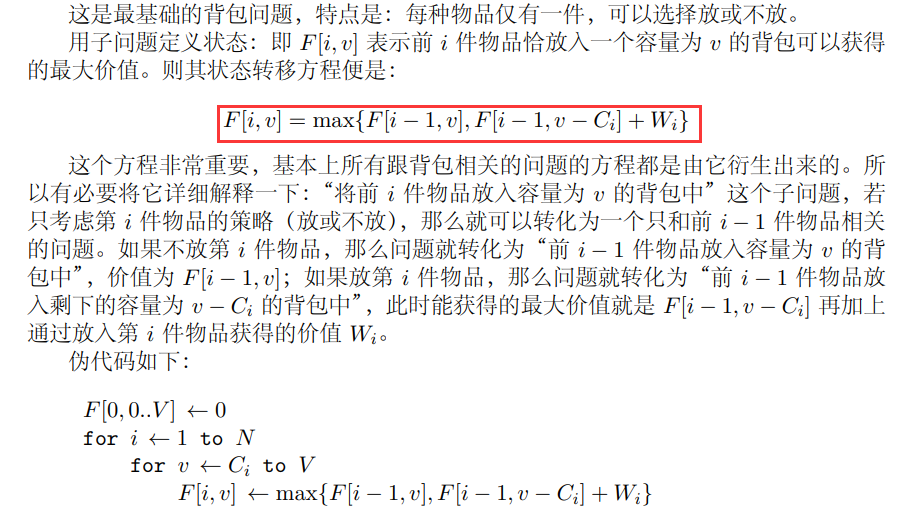 这是最基础的背包问题，特点是：每种物品仅有一件，可以选择放或不放。
用子问题定义状态：即 F[i, v] 表示前 i 件物品恰放入一个容量为 v 的背包可以获得
的最大价值。则其状态转移方程便是：
F[i, v] = max{F[i − 1, v], F[i − 1, v − C_i] + W_i}
这个方程非常重要，基本上所有跟背包相关的问题的方程都是由它衍生出来的。所
以有必要将它详细解释一下：“将前 i 件物品放入容量为 v 的背包中”这个子问题，若
只考虑第 i 件物品的策略（放或不放），那么就可以转化为一个只和前 i − 1 件物品相关
的问题。如果不放第 i 件物品，那么问题就转化为“前 i − 1 件物品放入容量为 v 的背
包中”，价值为 F[i − 1, v]；如果放第 i 件物品，那么问题就转化为“前 i − 1 件物品放
入剩下的容量为 v − C_i 的背包中”，此时能获得的最大价值就是 F[i − 1, v − C_i] 再加上
通过放入第 i 件物品获得的价值 W_i。
伪代码如下：
F[0, 0..V] ← 0
for i ← 1 to N
for v ← C_i to V
F[i, v] ← max{F[i − 1, v], F[i − 1, v − C_i] + W_i}